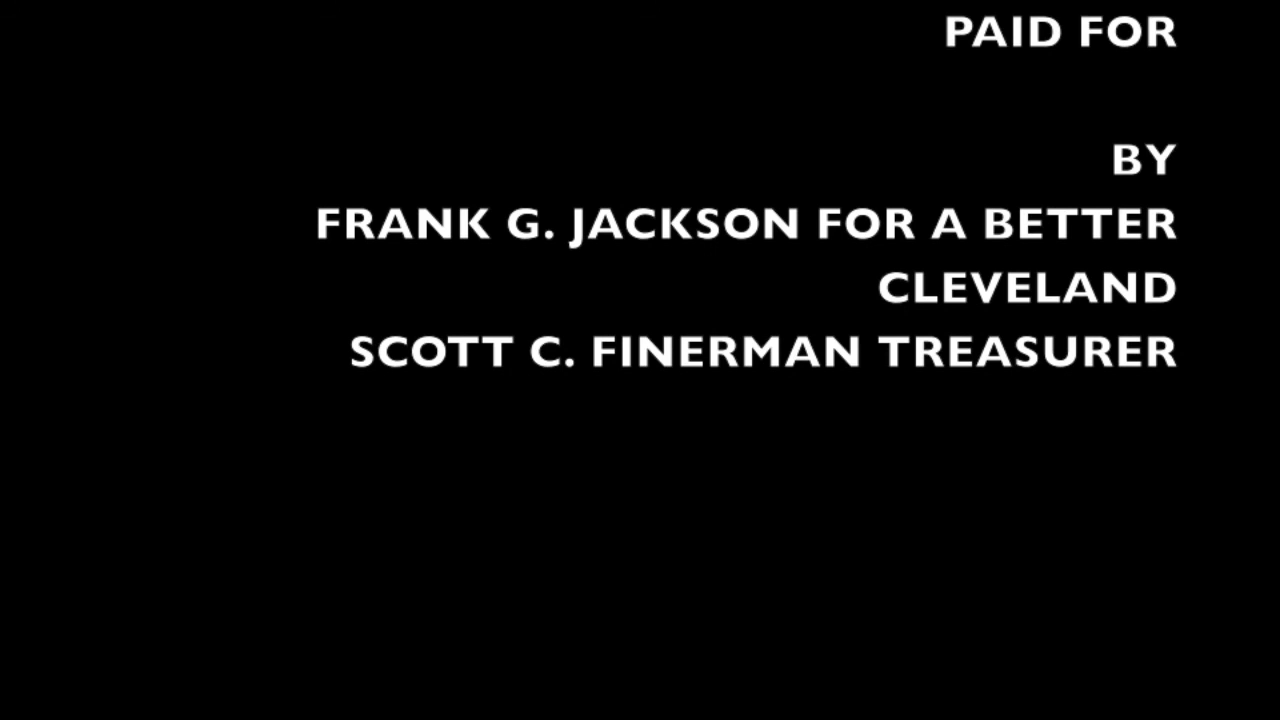 PAID FOR
BY
FRANK G. JACKSON FOR A BETTER
CLEVELAND
SCOTT C. FINERMAN TREASURER